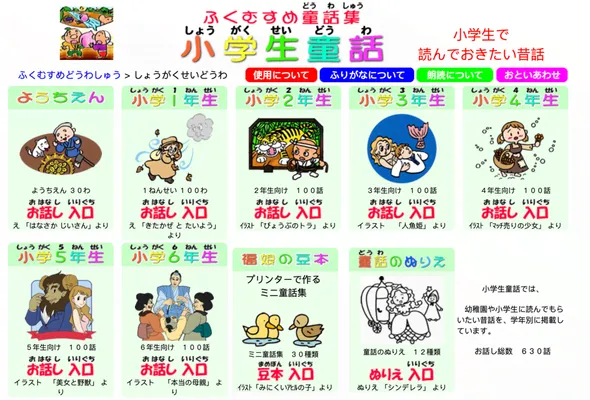 どう わ しゅう
ふくむすめ童話集
しょう がく せい どう わ
小学生童話
小学生で
読んでおきたい昔話
ふくむすめどうわしゅう > しょうがくせいどうわ
使用について
ふりがなについて
朗読について
おといあわせ
ようちえん
ようちえん 30わ
お はな し いりぐち
お話し 入口
え 「はなさか じいさん」 より
しょう がく 1 ねん せい
小学1年生
1ねんせい 100わ
お はな し いりぐち
お話し 入口
え 「きたかぜ と たいよう」 より
しょう がく 2 ねん せい
小学2年生
2年生向け 100話
お はな し いりぐち
お話し 入口
ｲﾗｽﾄ 「びょうぶのトラ」 より
しょう がく 3 ねん せい
小学3年生
3年生向け 100話
お はな し いりぐち
お話し 入口
イラスト 「人魚姫」 より
しょう がく 4 ねん せい
小学4年生
4年生向け 100話
お はな し いりぐち
お話し 入口
ｲﾗｽﾄ 「ﾏｯﾁ売りの少女」 より
しょう がく 5 ねん せい
小学5年生
5年生向け 100話
お はな し いりぐち
お話し 入口
イラスト 「美女と野獣」 より
しょう がく 6 ねん せい
小学6年生
6年生向け 100話
お はな し いりぐち
お話し 入口
イラスト 「本当の母親」 より
福娘の豆本
プリンターで作る
ミニ童話集
ミニ童話集 30種類
まめほん いりぐち
豆本 入口
ｲﾗｽﾄ「みにくいｱﾋﾙの子」 より
どう わ
童話のぬりえ
童話のぬりえ 12種類
いりぐち
ぬりえ 入口
ぬりえ 「シンデレラ」 より
小学生童話では、
幼稚園や小学生に読んでもら
いたい昔話を、学年別に掲載し
ています。
お話し総数 630話